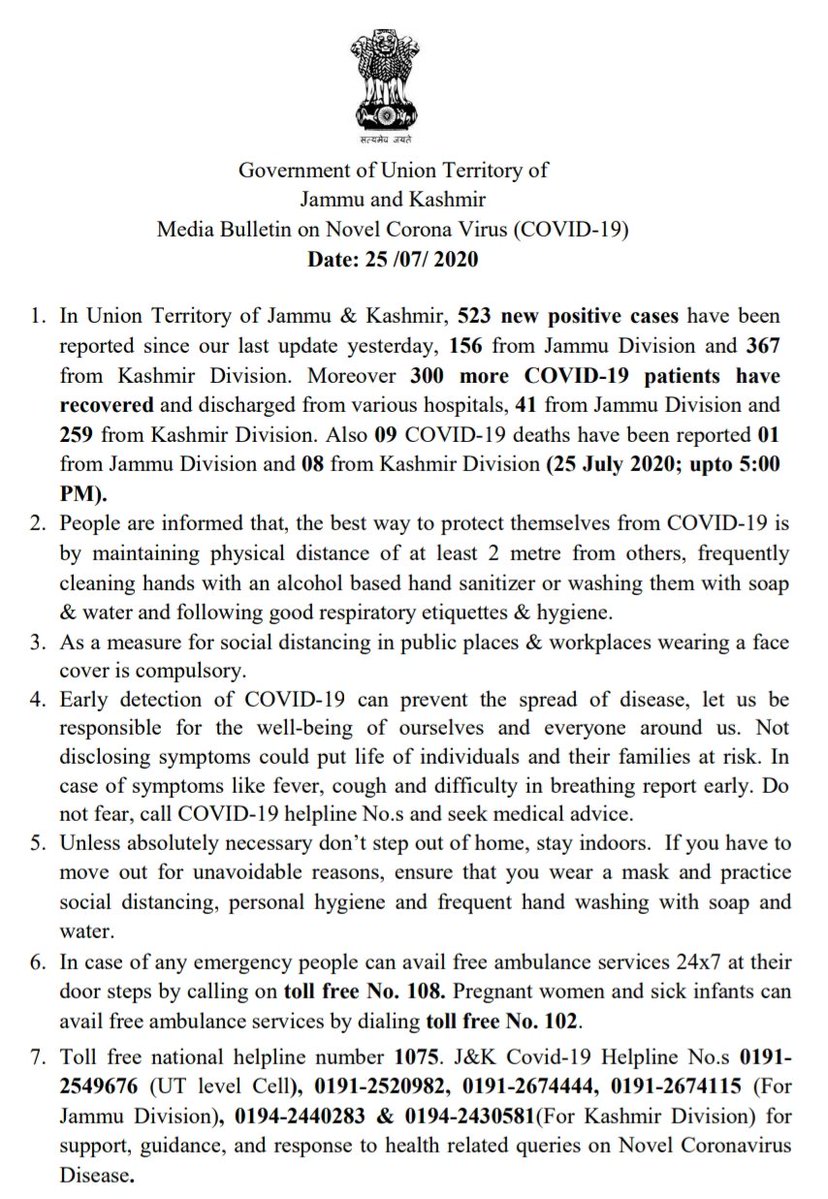 सत्यमेव जयते
Government of Union Territory of
Jammu and Kashmir
Media Bulletin on Novel Corona Virus (COVID-19)
Date: 25 /07/ 2020
1. In Union Territory of Jammu & Kashmir, 523 new positive cases have been
reported since our last update yesterday, 156 from Jammu Division and 367
from Kashmir Division. Moreover 300 more COVID-19 patients have
recovered and discharged from various hospitals, 41 from Jammu Division and
259 from Kashmir Division. Also 09 COVID-19 deaths have been reported 01
from Jammu Division and 08 from Kashmir Division (25 July 2020; upto 5:00
PM).
2. People are informed that, the best way to protect themselves from COVID-19 is
by maintaining physical distance of at least 2 metre from others, frequently
cleaning hands with an alcohol based hand sanitizer or washing them with soap
& water and following good respiratory etiquettes & hygiene.
3. As a measure for social distancing in public places & workplaces wearing a face
cover is compulsory.
4. Early detection of COVID-19 can prevent the spread of disease, let us be
responsible for the well-being of ourselves and everyone around us. Not
disclosing symptoms could put life of individuals and their families at risk. In
case of symptoms like fever, cough and difficulty in breathing report early. Do
not fear, call COVID-19 helpline No.s and seek medical advice.
5. Unless absolutely necessary don’t step out of home, stay indoors. If you have to
move out for unavoidable reasons, ensure that you wear a mask and practice
social distancing, personal hygiene and frequent hand washing with soap and
water.
6. In case of any emergency people can avail free ambulance services 24x7 at their
door steps by calling on toll free No. 108. Pregnant women and sick infants can
avail free ambulance services by dialing toll free No. 102.
7. Toll free national helpline number 1075. J&K Covid-19 Helpline No.s 0191-
2549676 (UT level Cell), 0191-2520982, 0191-2674444, 0191-2674115 (For
Jammu Division), 0194-2440283 & 0194-2430581(For Kashmir Division) for
support, guidance, and response to health related queries on Novel Coronavirus
Disease.